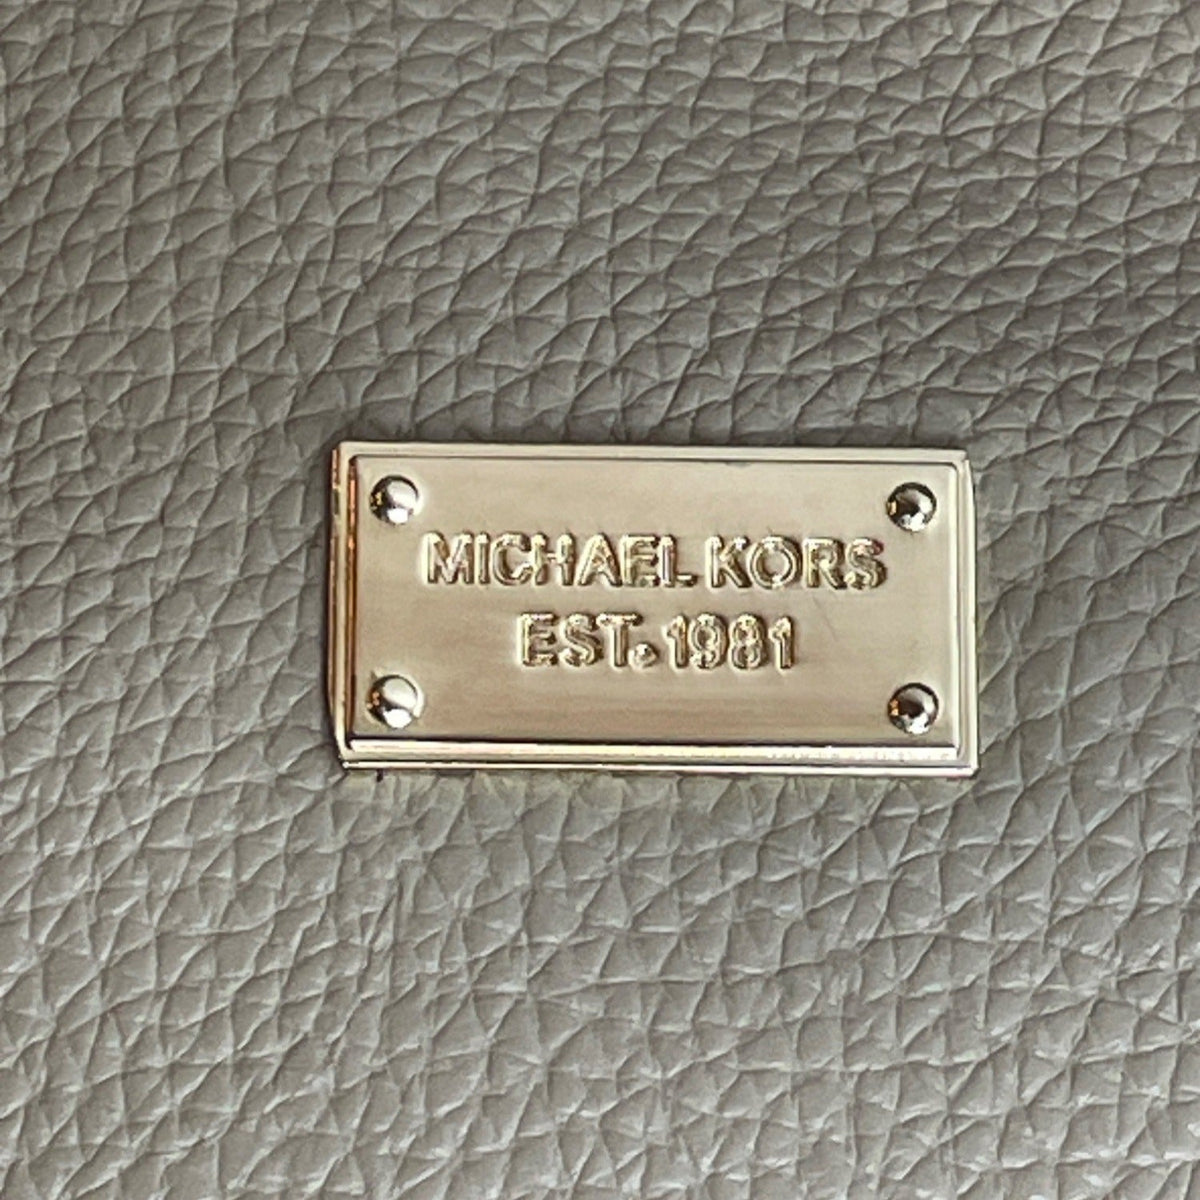 MICHAEL KORS
EST. 1981